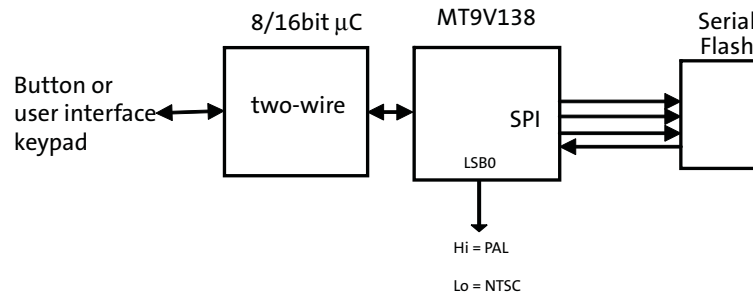 8/16bit μC
MT9V138
Serial
Flash
Button or
user interface
keypad
two-wire
SPI
LSB0
Hi = PAL
Lo = NTSC